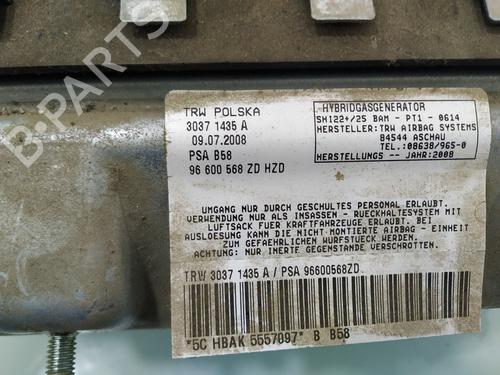 B-PARTS
TRW POLSKA
3037 1435 A
09.07.2008
PSA B58
96 600 568 ZD HZD
HYBRIDGASGENERATOR
SHI22+/25 BAM - PT1 - 0614
HERSTELLER: TRW AIRBAG SYSTEMS
84544 ASCHAU
TEL.: 08638/965-0
HERSTELLUNGS -- JAHR: 2008
UMGANG NUR DURCH GESCHULTES PERSONAL ERLAUBT.
VERWENDUNG NUR ALS INSASSEN - RUECKHALTESYSTEM MIT
LUFTSACK FUER KRAFTFAHRZEUGE ERLAUBT. BEI
AUSLOESUNG KANN DIE NICHT MONTIERTE AIRBAG - EINHEIT
ZUM GEFAEHRLICHEN WURFSTUECK WERDEN.
ACHTUNG: NUR INERTE GEGENSTAENDE VERSCHROTTEN.
TRW 3037 1435 A / PSA 96600568ZD
*5C HBAK 5557097* B B58